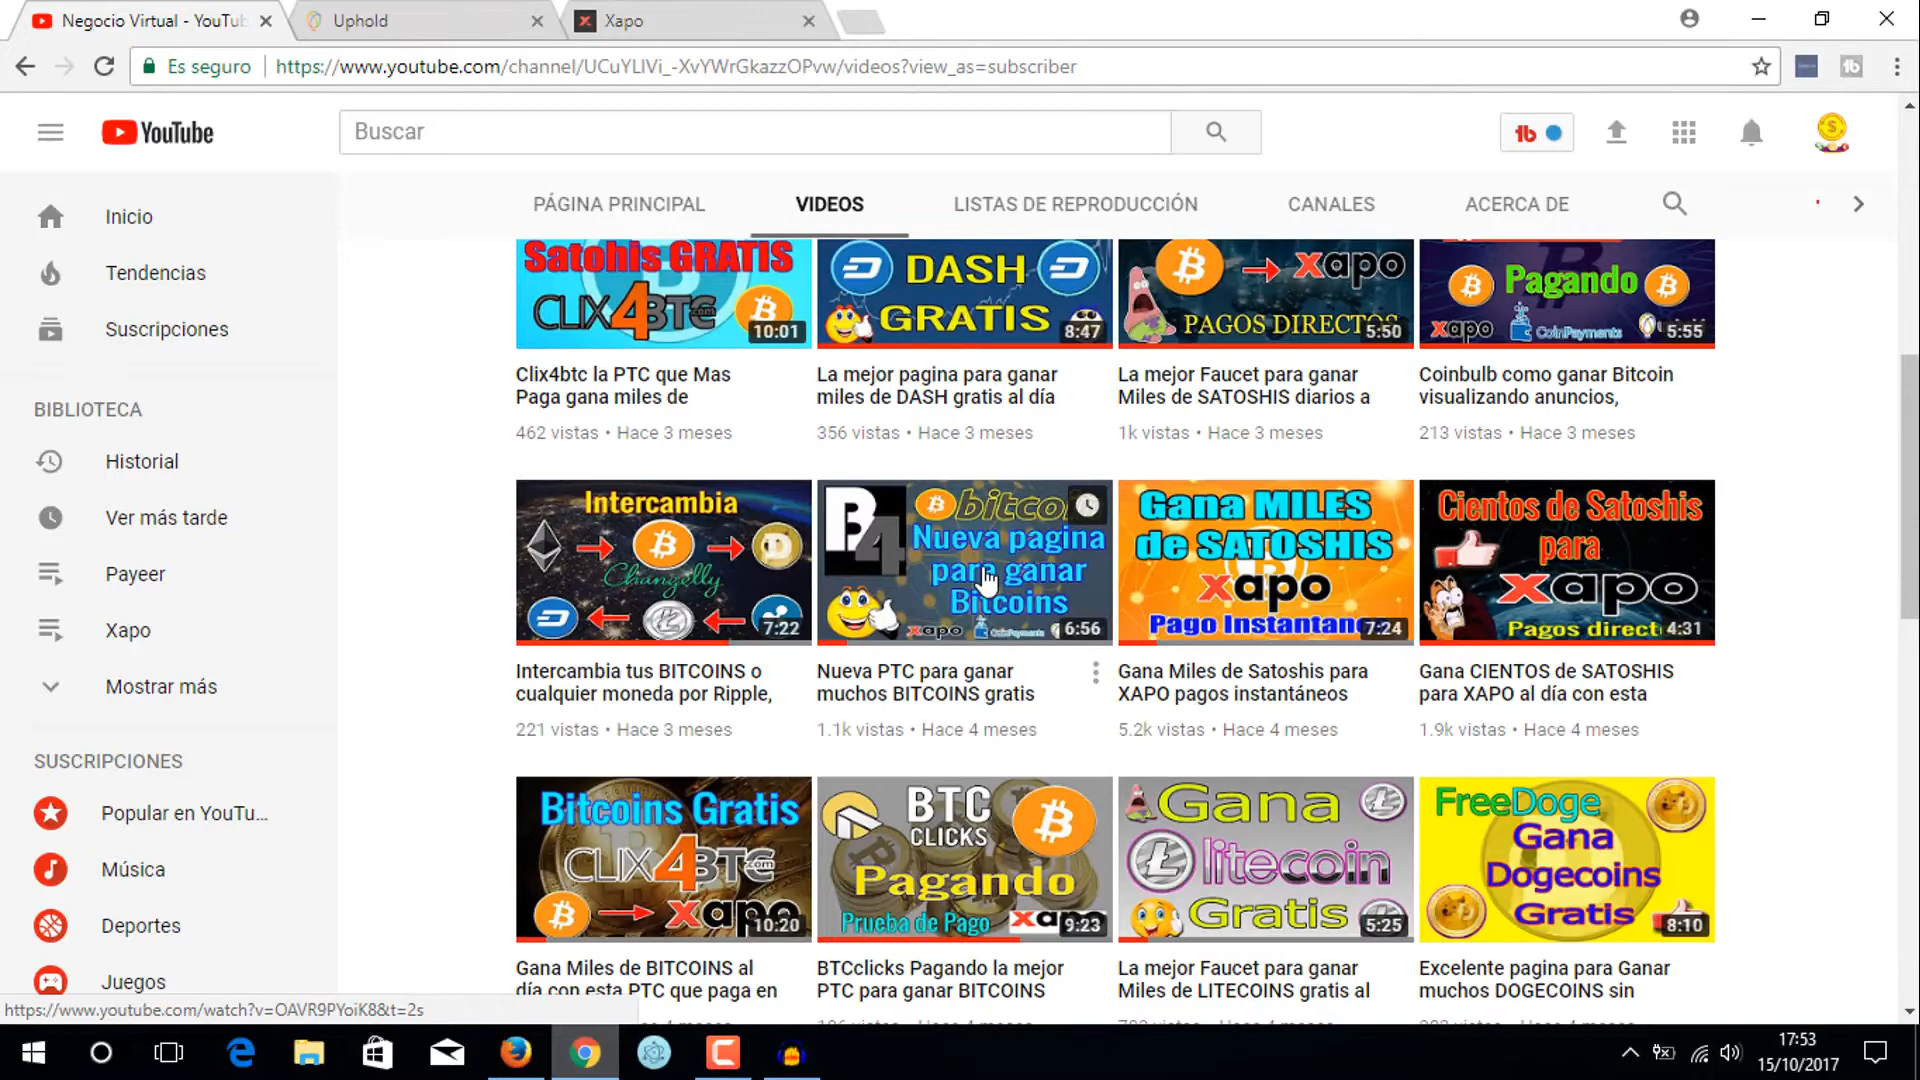 Negocio Virtual - YouTu
Uphold
Xapo
Es seguro
https://www.youtube.com/channel/UCuYLlVi_-XvYWrGkazzOPvw/videos?view_as=subscriber
YouTube
Buscar
PÁGINA PRINCIPAL
VIDEOS
LISTAS DE REPRODUCCIÓN
CANALES
ACERCA DE
Inicio
Tendencias
Suscripciones
BIBLIOTECA
Historial
Ver más tarde
Payeer
Xapo
Mostrar más
SUSCRIPCIONES
Popular en YouTu...
Música
Deportes
Juegos
Satohis GRATIS
CLIX4BTC.com
10:01
DASH
GRATIS
8:47
xapo
PAGOS DIRECTOS
5:50
Pagando
xapo CoinPayments
5:55
Clix4btc la PTC que Mas
Paga gana miles de
462 vistas • Hace 3 meses
La mejor pagina para ganar
miles de DASH gratis al día
356 vistas • Hace 3 meses
La mejor Faucet para ganar
Miles de SATOSHIS diarios a
1k vistas • Hace 3 meses
Coinbulb como ganar Bitcoin
visualizando anuncios,
213 vistas • Hace 3 meses
Intercambia
Changelly
7:22
B4
bitco
Nueva pagina
para ganar
Bitcoins
xapo
6:56
Gana MILES
de SATOSHIS
xapo
Pago Instantan
7:24
Cientos de Satoshis
para
xapo
Pagos direct
4:31
Intercambia tus BITCOINS o
cualquier moneda por Ripple,
221 vistas • Hace 3 meses
Nueva PTC para ganar
muchos BITCOINS gratis
1.1k vistas • Hace 4 meses
Gana Miles de Satoshis para
XAPO pagos instantáneos
5.2k vistas • Hace 4 meses
Gana CIENTOS de SATOSHIS
para XAPO al día con esta
1.9k vistas • Hace 4 meses
Bitcoins Gratis
CLIX4BTC.com
xapo
10:20
BTC
CLICKS
Pagando
Prueba de Pago
xa
9:23
Gana
litecoin
Gratis
5:25
FreeDoge
Gana
Dogecoins
Gratis
8:10
Gana Miles de BITCOINS al
día con esta PTC que paga en
BTCclicks Pagando la mejor
PTC para ganar BITCOINS
La mejor Faucet para ganar
Miles de LITECOINS gratis al
Excelente pagina para Ganar
muchos DOGECOINS sin
https://www.youtube.com/watch?v=OAVR9PYoiK8&t=2s
17:53
15/10/2017